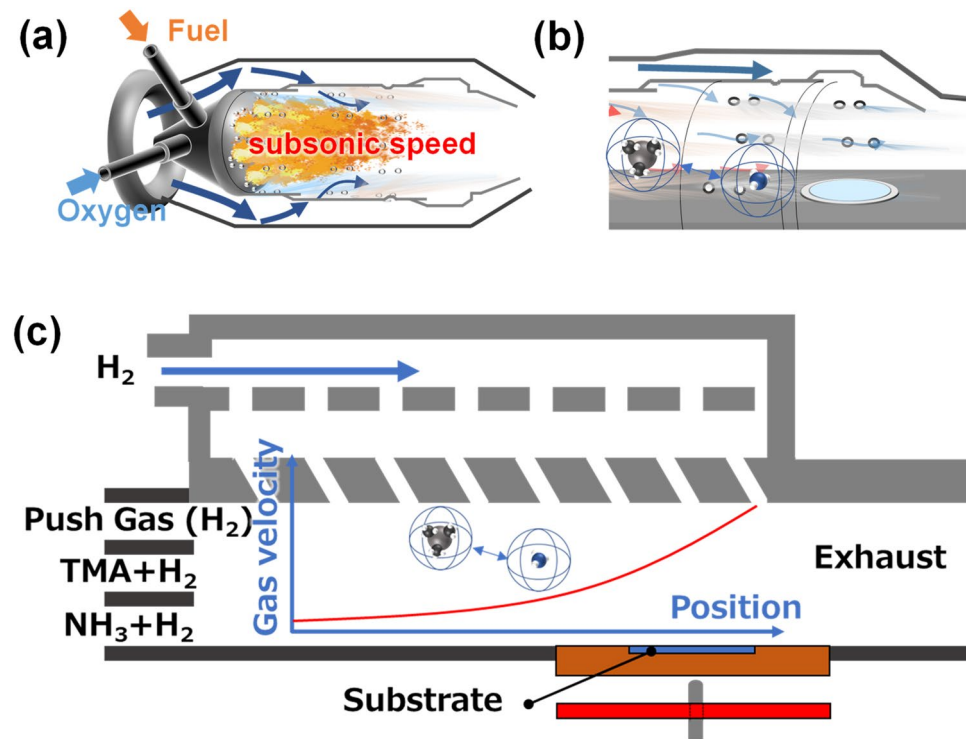 (a)
Fuel
subsonic speed
Oxygen
(b)
(c)
H₂
Gas velocity
Push Gas (H₂)
TMA+H₂
NH₃+H₂
Exhaust
Position
Substrate